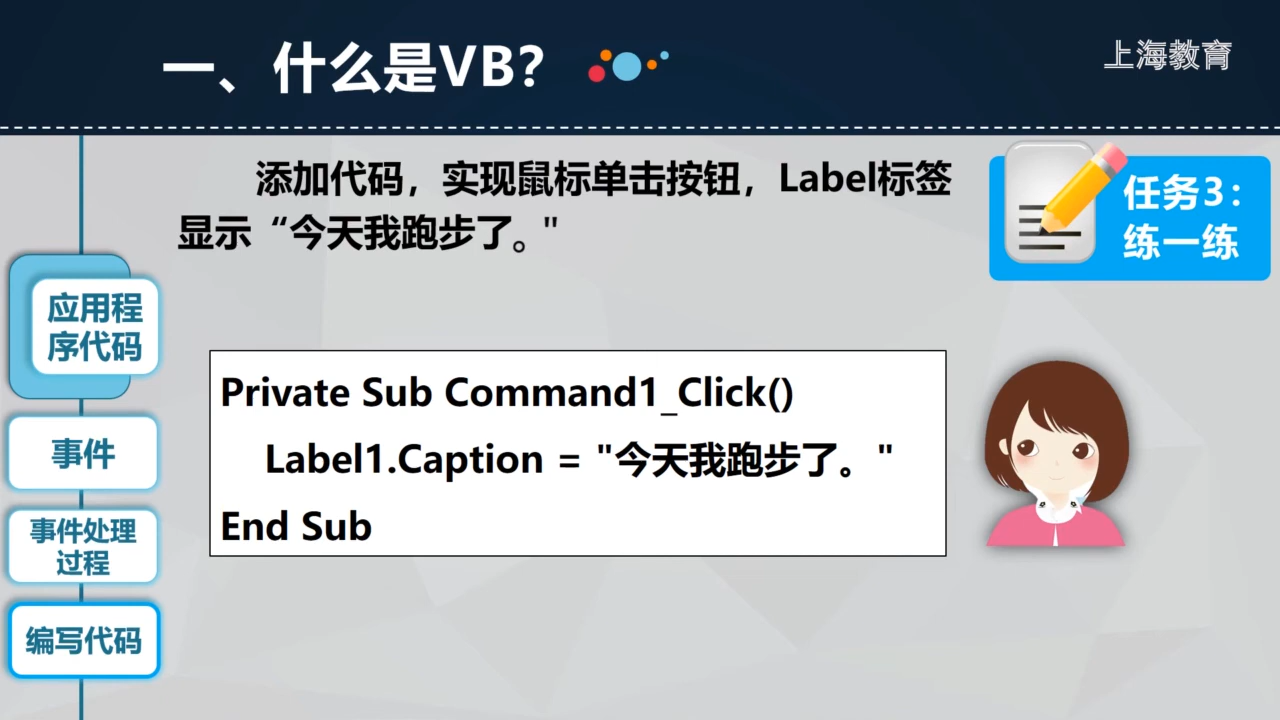 一、什么是VB？
上海教育
添加代码，实现鼠标单击按钮，Label标签
显示“今天我跑步了。"
任务3：
练一练
应用程
序代码
事件
事件处理
过程
编写代码
Private Sub Command1_Click()
Label1.Caption = "今天我跑步了。"
End Sub